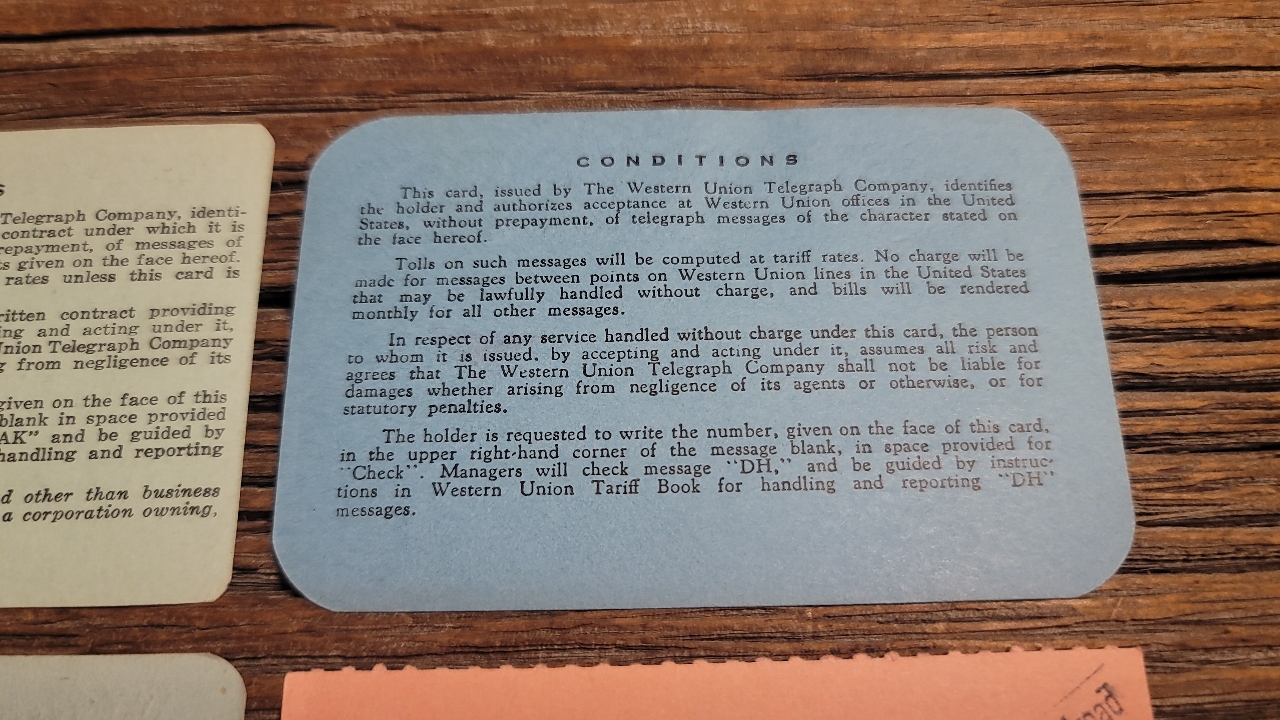 S
Telegraph Company, identi-
contract under which it is
repayment, of messages of
s given on the face hereof.
rates unless this card is
ritten contract providing
ing and acting under it,
Union Telegraph Company
g from negligence of its
given on the face of this
blank in space provided
AK" and be guided by
handling and reporting
d other than business
a corporation owning,
CONDITIONS
This card, issued by The Western Union Telegraph Company, identifies
the holder and authorizes acceptance at Western Union offices in the United
States, without prepayment, of telegraph messages of the character stated on
the face hereof.
Tolls on such messages will be computed at tariff rates. No charge will be
made for messages between points on Western Union lines in the United States
that may be lawfully handled without charge, and bills will be rendered
monthly for all other messages.
In respect of any service handled without charge under this card, the person
to whom it is issued, by accepting and acting under it, assumes all risk and
agrees that The Western Union Telegraph Company shall not be liable for
damages whether arising from negligence of its agents or otherwise, or for
statutory penalties.
The holder is requested to write the number, given on the face of this card,
in the upper right-hand corner of the message blank, in space provided for
"Check". Managers will check message "DH," and be guided by instruc-
tions in Western Union Tariff Book for handling and reporting "DH"
messages.